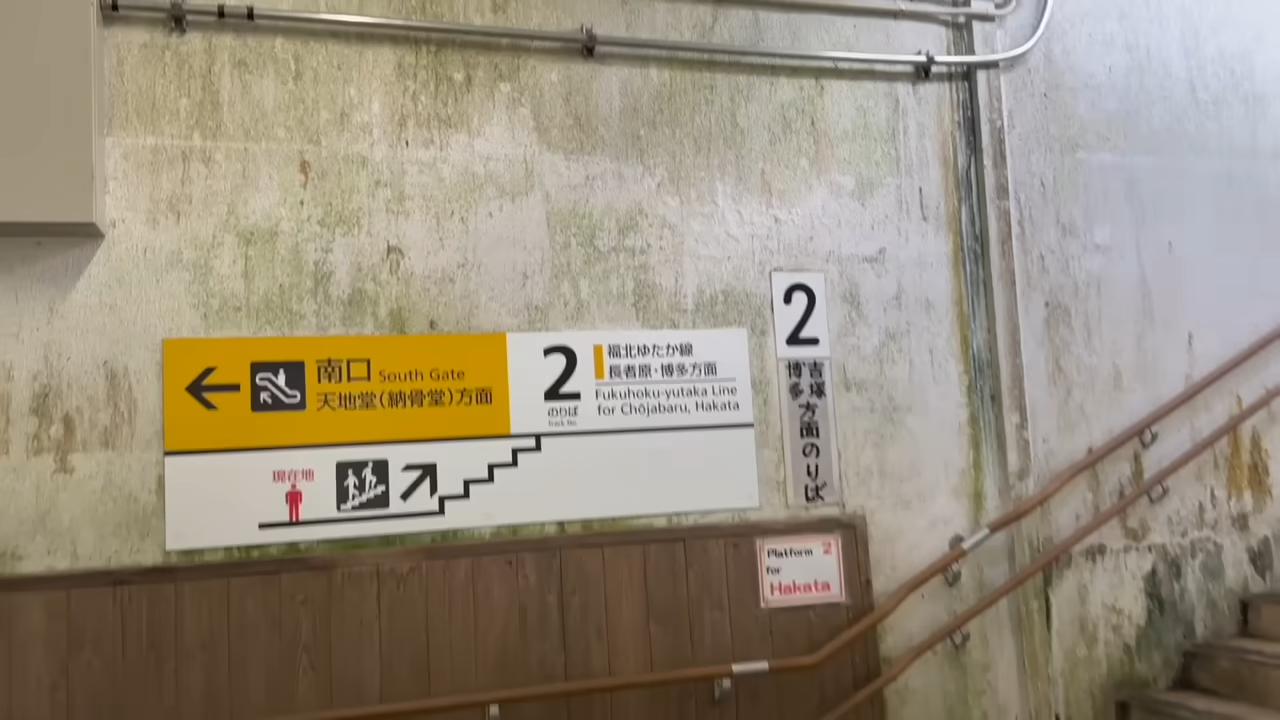 南口 South Gate
天地堂(納骨堂)方面
2
のりば
Track No.
福北ゆたか線
長者原・博多方面
Fukuhoku-yutaka Line
for Chōjabaru, Hakata
現在地
2
吉塚
博多
方面のりば
Platform 2
for
Hakata